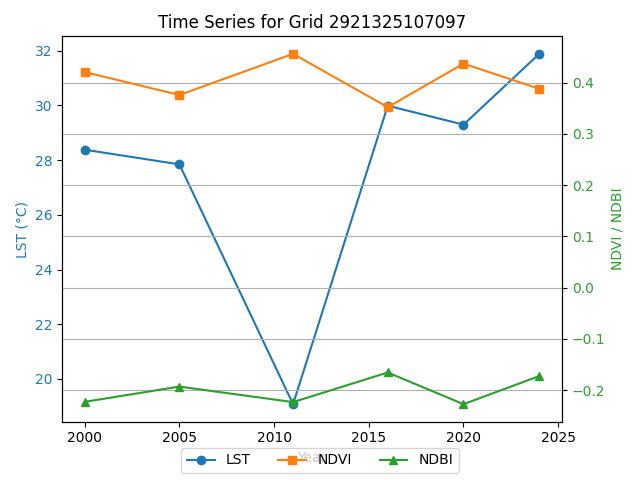 Time Series for Grid 2921325107097
LST (°C)
32
30
28
26
24
22
20
0.4
0.3
0.2
0.1
0.0
−0.1
−0.2
NDVI / NDBI
2000 2005 2010 2015 2020 2025
Year
LST NDVI NDBI